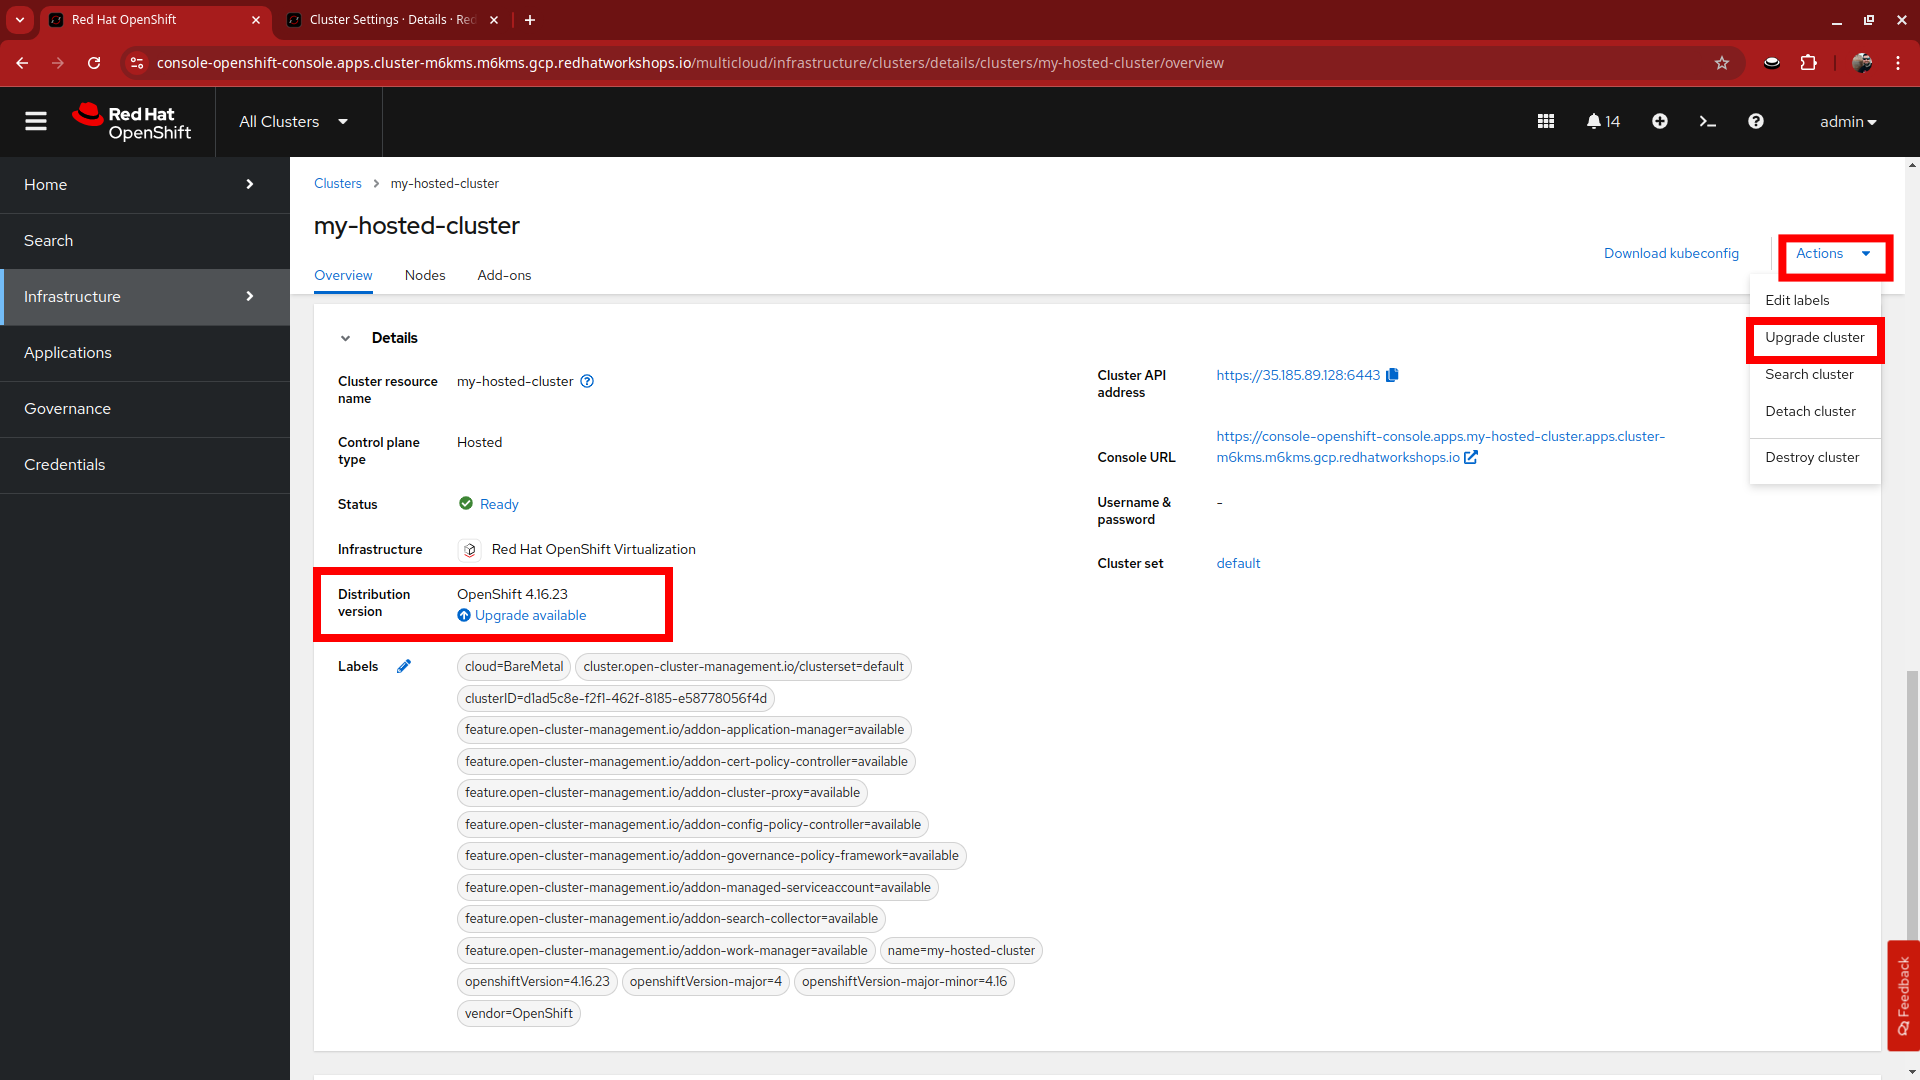 Red Hat OpenShift
Cluster Settings · Details · Red
console-openshift-console.apps.cluster-m6kms.m6kms.gcp.redhatworkshops.io/multicloud/infrastructure/clusters/details/clusters/my-hosted-cluster/overview
Red Hat
OpenShift
All Clusters
14
admin
Home
Search
Infrastructure
Applications
Governance
Credentials
Clusters
my-hosted-cluster
my-hosted-cluster
Download kubeconfig
Actions
Overview
Nodes
Add-ons
Edit labels
Upgrade cluster
Search cluster
Detach cluster
Destroy cluster
Details
Cluster resource
name
my-hosted-cluster
Control plane
type
Hosted
Status
Ready
Infrastructure
Red Hat OpenShift Virtualization
Distribution
version
OpenShift 4.16.23
Upgrade available
Labels
cloud=BareMetal
cluster.open-cluster-management.io/clusterset=default
clusterID=d1ad5c8e-f2f1-462f-8185-e58778056f4d
feature.open-cluster-management.io/addon-application-manager=available
feature.open-cluster-management.io/addon-cert-policy-controller=available
feature.open-cluster-management.io/addon-cluster-proxy=available
feature.open-cluster-management.io/addon-config-policy-controller=available
feature.open-cluster-management.io/addon-governance-policy-framework=available
feature.open-cluster-management.io/addon-managed-serviceaccount=available
feature.open-cluster-management.io/addon-search-collector=available
feature.open-cluster-management.io/addon-work-manager=available
name=my-hosted-cluster
openshiftVersion=4.16.23
openshiftVersion-major=4
openshiftVersion-major-minor=4.16
vendor=OpenShift
Cluster API
address
https://35.185.89.128:6443
Console URL
https://console-openshift-console.apps.my-hosted-cluster.apps.cluster-
m6kms.m6kms.gcp.redhatworkshops.io
Username &
password
-
Cluster set
default
Feedback